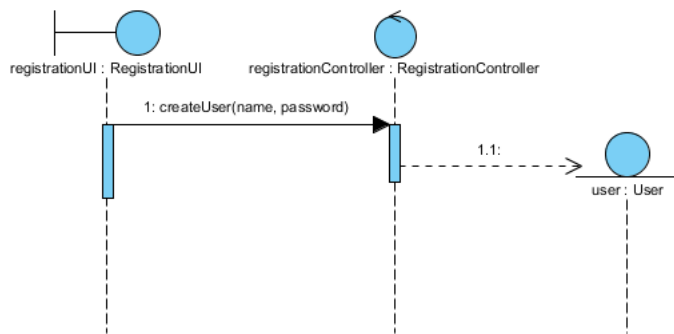 registrationUI : RegistrationUI
registrationController : RegistrationController
1: createUser(name, password)
1.1:
user : User